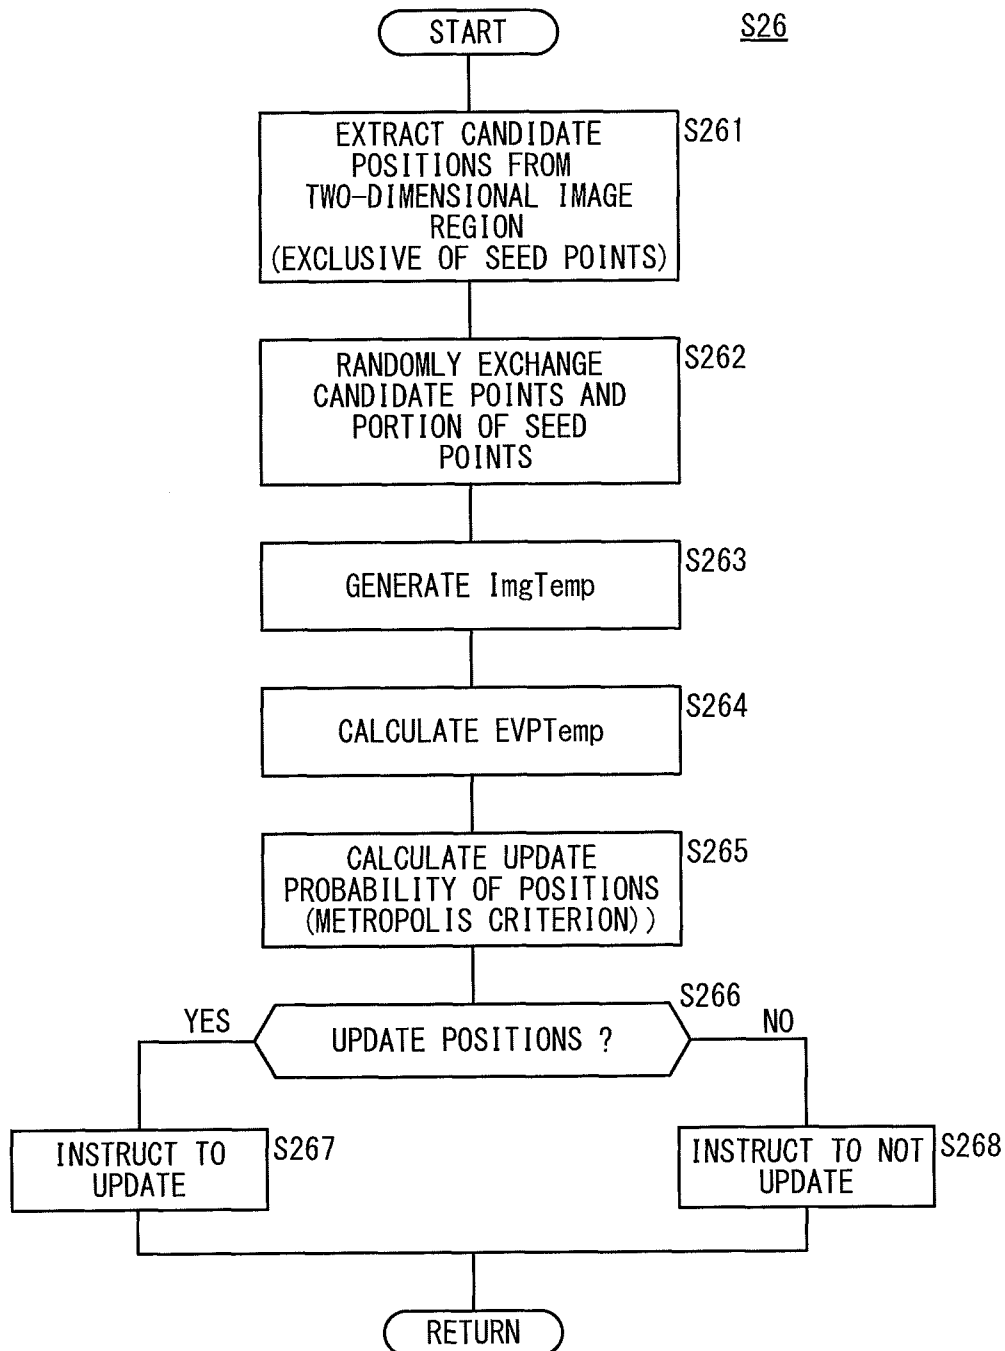 START
S26
EXTRACT CANDIDATE
POSITIONS FROM
TWO-DIMENSIONAL IMAGE
REGION
(EXCLUSIVE OF SEED POINTS)
S261
RANDOMLY EXCHANGE
CANDIDATE POINTS AND
PORTION OF SEED
POINTS
S262
GENERATE ImgTemp
S263
CALCULATE EVPTemp
S264
CALCULATE UPDATE
PROBABILITY OF POSITIONS
(METROPOLIS CRITERION))
S265
UPDATE POSITIONS ?
S266
YES
NO
INSTRUCT TO
UPDATE
S267
INSTRUCT TO NOT
UPDATE
S268
RETURN